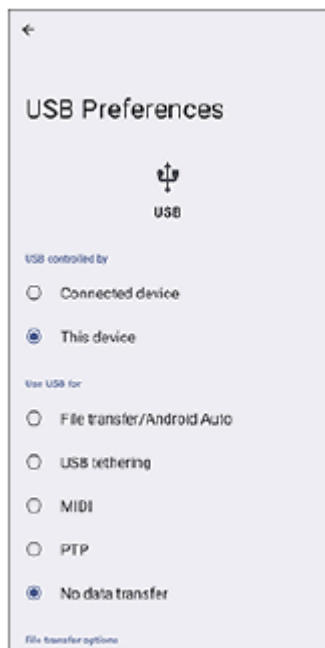 USB Preferences
USB
USB controlled by
Connected device
This device
Use USB for
File transfer/Android Auto
USB tethering
MIDI
PTP
No data transfer
File transfer options